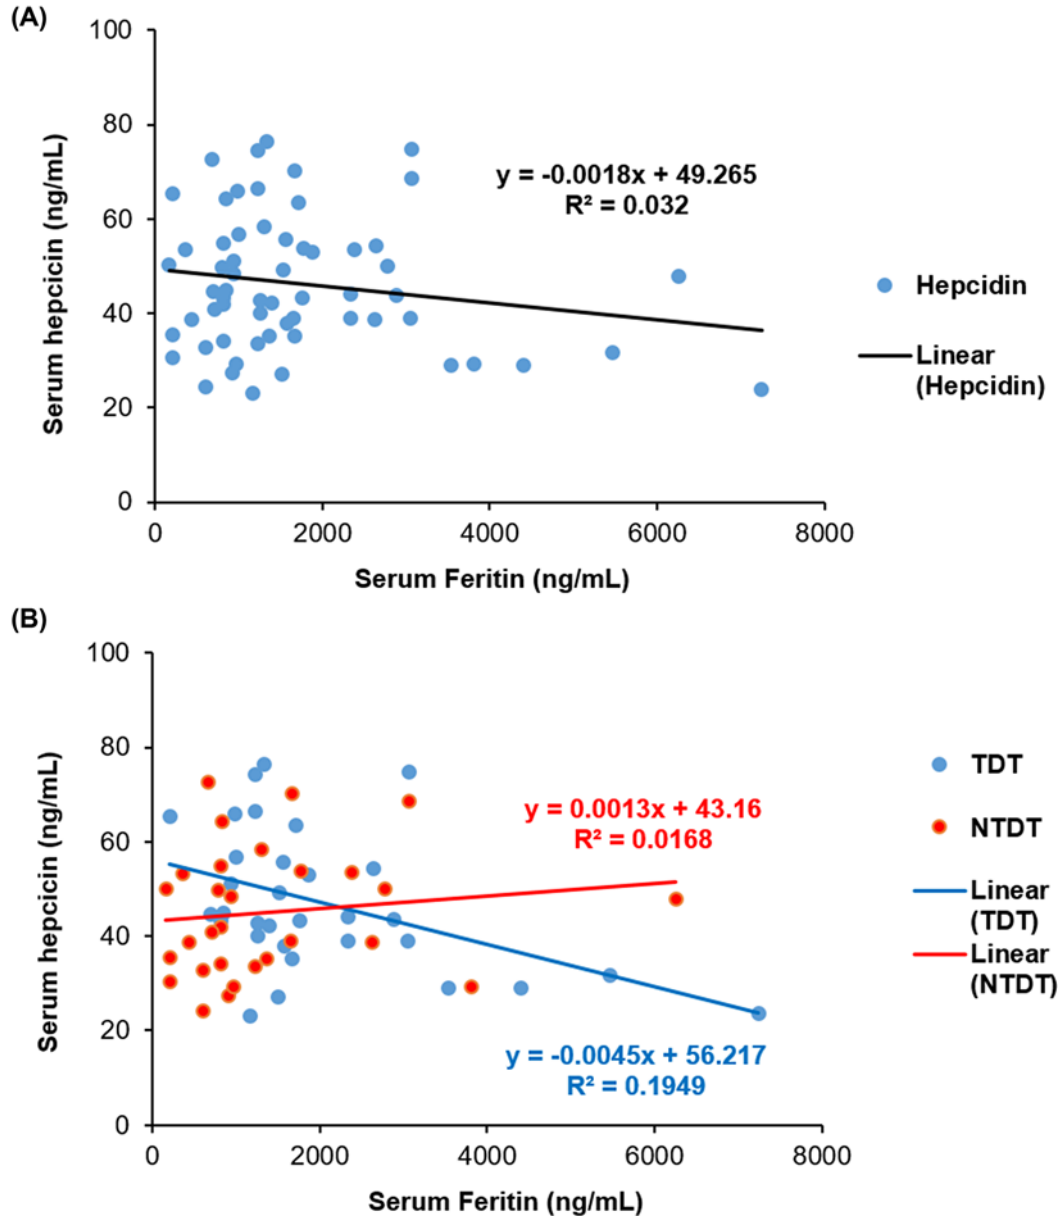 (A)
100
80
60
40
20
0
Serum hepcicin (ng/mL)
y = -0.0018x + 49.265
R² = 0.032
Hepcidin
Linear
(Hepcidin)
0 2000 4000 6000 8000
Serum Feritin (ng/mL)
(B)
100
80
60
40
20
0
Serum hepcicin (ng/mL)
y = 0.0013x + 43.16
R² = 0.0168
y = -0.0045x + 56.217
R² = 0.1949
TDT
NTDT
Linear
(TDT)
Linear
(NTDT)
0 2000 4000 6000 8000
Serum Feritin (ng/mL)